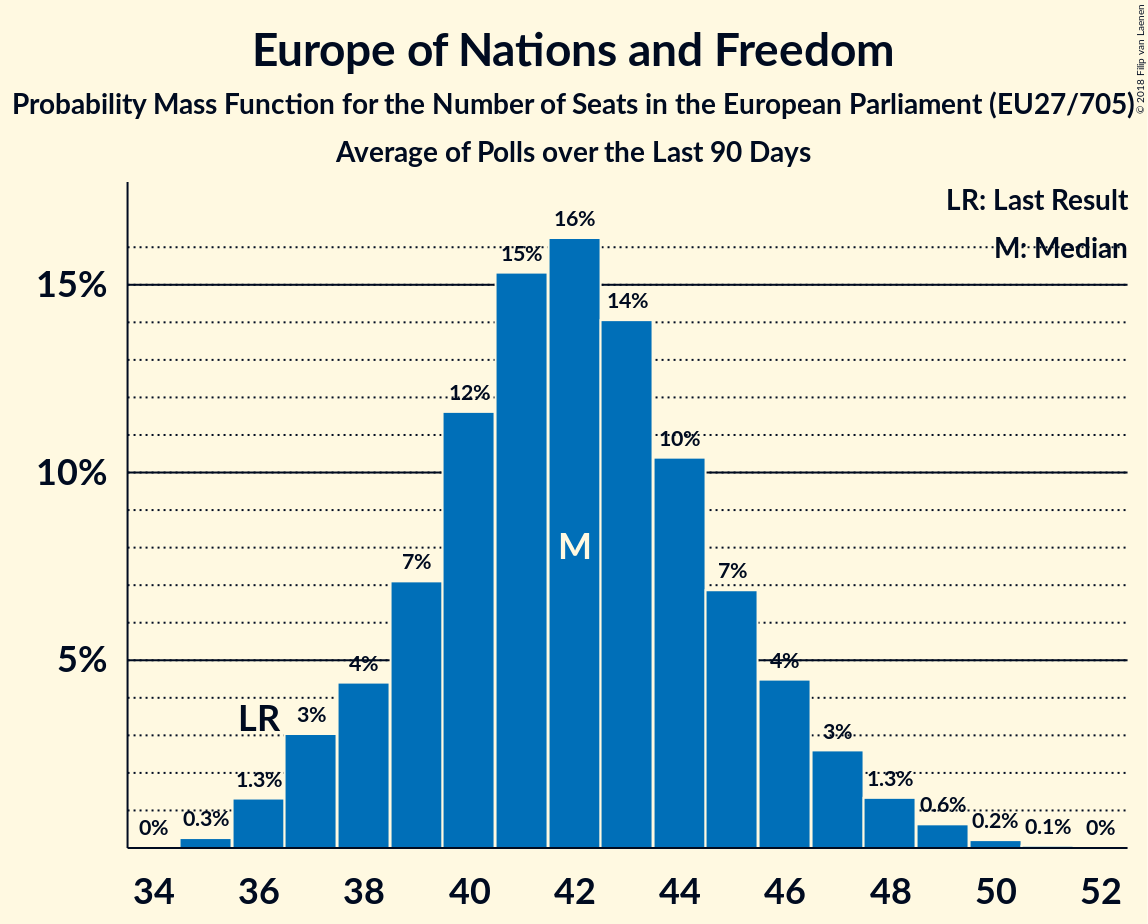 Europe of Nations and Freedom
Probability Mass Function for the Number of Seats in the European Parliament (EU27/705)
Average of Polls over the Last 90 Days
© 2018 Filip van Laenen
LR: Last Result
M: Median
15%
10%
5%
0%
0.3%
1.3%
LR
3%
4%
7%
12%
15%
16%
M
14%
10%
7%
4%
3%
1.3%
0.6%
0.2%
0.1%
0%
34 36 38 40 42 44 46 48 50 52